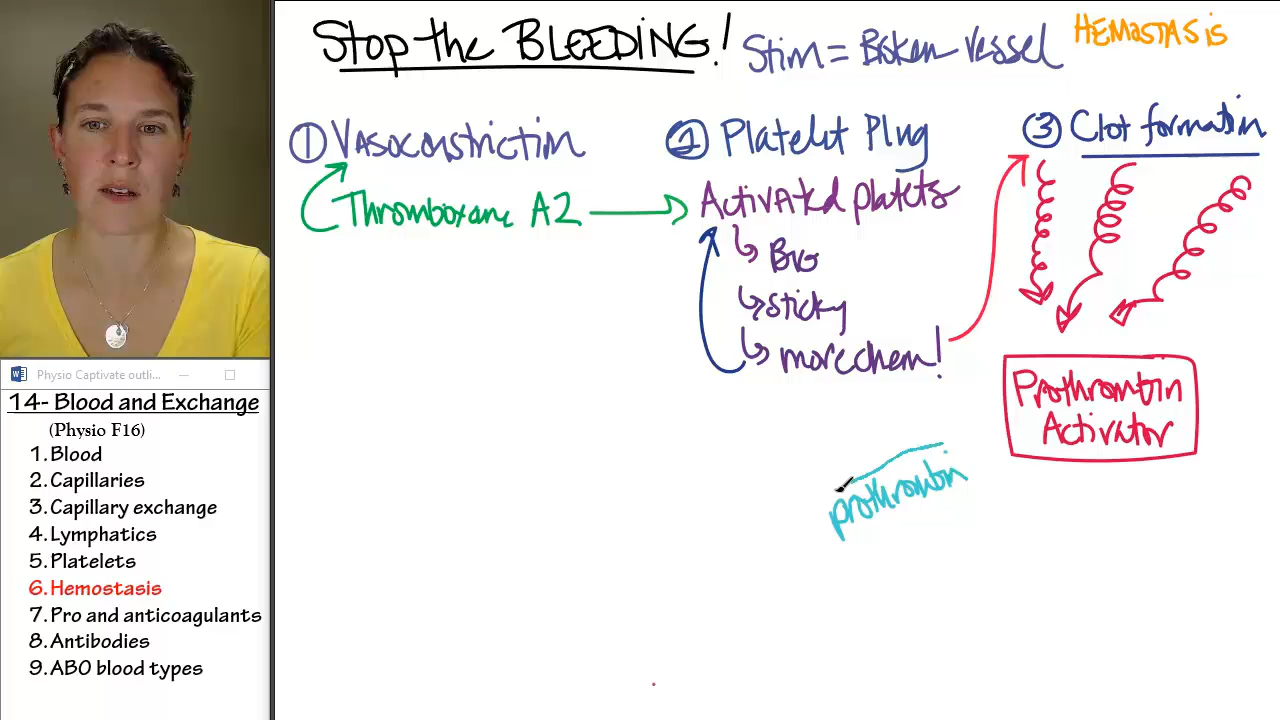 Stop the BLEEDING!
Stim = Broken vessel
HEMOSTASIS
① Vasoconstriction
Thromboxane A2
② Platelet Plug
Activated platets
BIG
sticky
more chem!
③ Clot formation
Prothrombin
Activator
prothrombin
Physio Captivate outli...
14- Blood and Exchange
(Physio F16)
1. Blood
2. Capillaries
3. Capillary exchange
4. Lymphatics
5. Platelets
6. Hemostasis
7. Pro and anticoagulants
8. Antibodies
9. ABO blood types